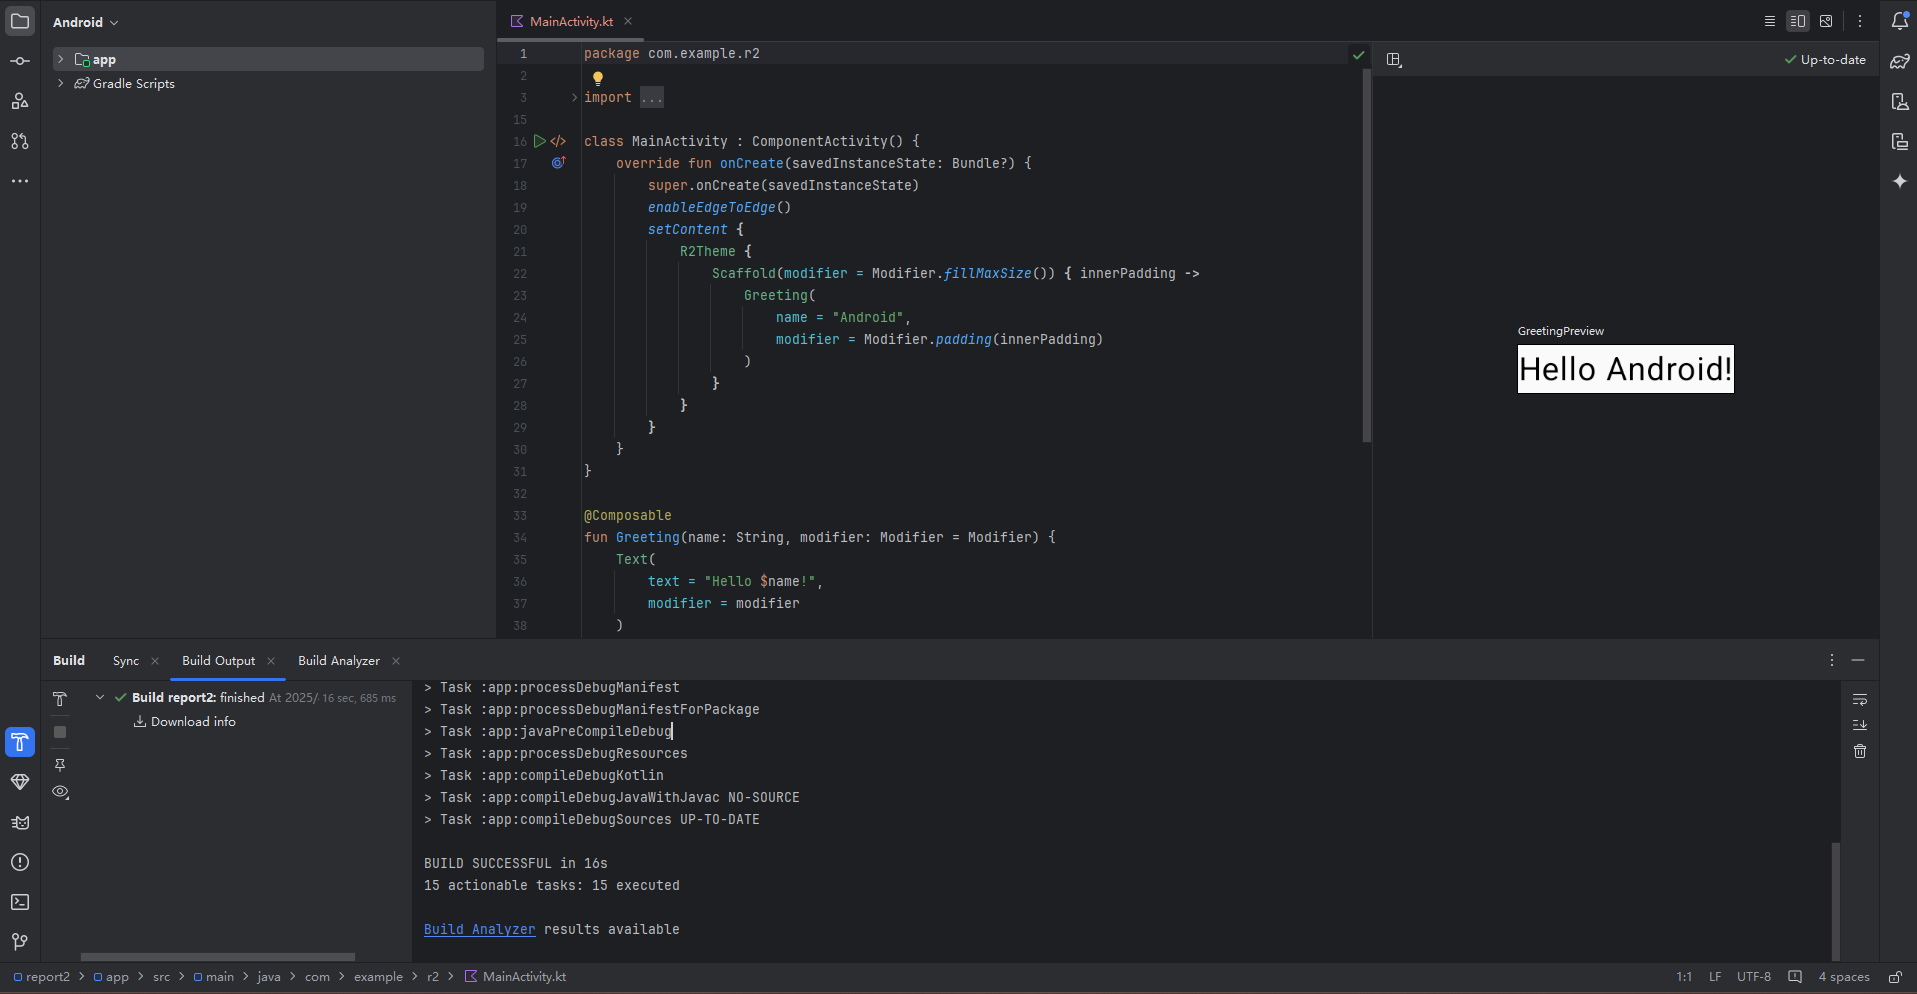 Android
MainActivity.kt
app
Gradle Scripts
1 package com.example.r2
2
3 import ...
15
16 class MainActivity : ComponentActivity() {
17 override fun onCreate(savedInstanceState: Bundle?) {
18 super.onCreate(savedInstanceState)
19 enableEdgeToEdge()
20 setContent {
21 R2Theme {
22 Scaffold(modifier = Modifier.fillMaxSize()) { innerPadding ->
23 Greeting(
24 name = "Android",
25 modifier = Modifier.padding(innerPadding)
26 )
27 }
28 }
29 }
30 }
31 }
32
33 @Composable
34 fun Greeting(name: String, modifier: Modifier = Modifier) {
35 Text(
36 text = "Hello $name!",
37 modifier = modifier
38 )
Up-to-date
GreetingPreview
Hello Android!
Build Sync Build Output Build Analyzer
Build report2: finished At 2025/ 16 sec, 685 ms
Download info
> Task :app:processDebugManifest
> Task :app:processDebugManifestForPackage
> Task :app:javaPreCompileDebug
> Task :app:processDebugResources
> Task :app:compileDebugKotlin
> Task :app:compileDebugJavaWithJavac NO-SOURCE
> Task :app:compileDebugSources UP-TO-DATE
BUILD SUCCESSFUL in 16s
15 actionable tasks: 15 executed
Build Analyzer results available
report2 > app > src > main > java > com > example > r2 > MainActivity.kt
1:1 LF UTF-8 4 spaces